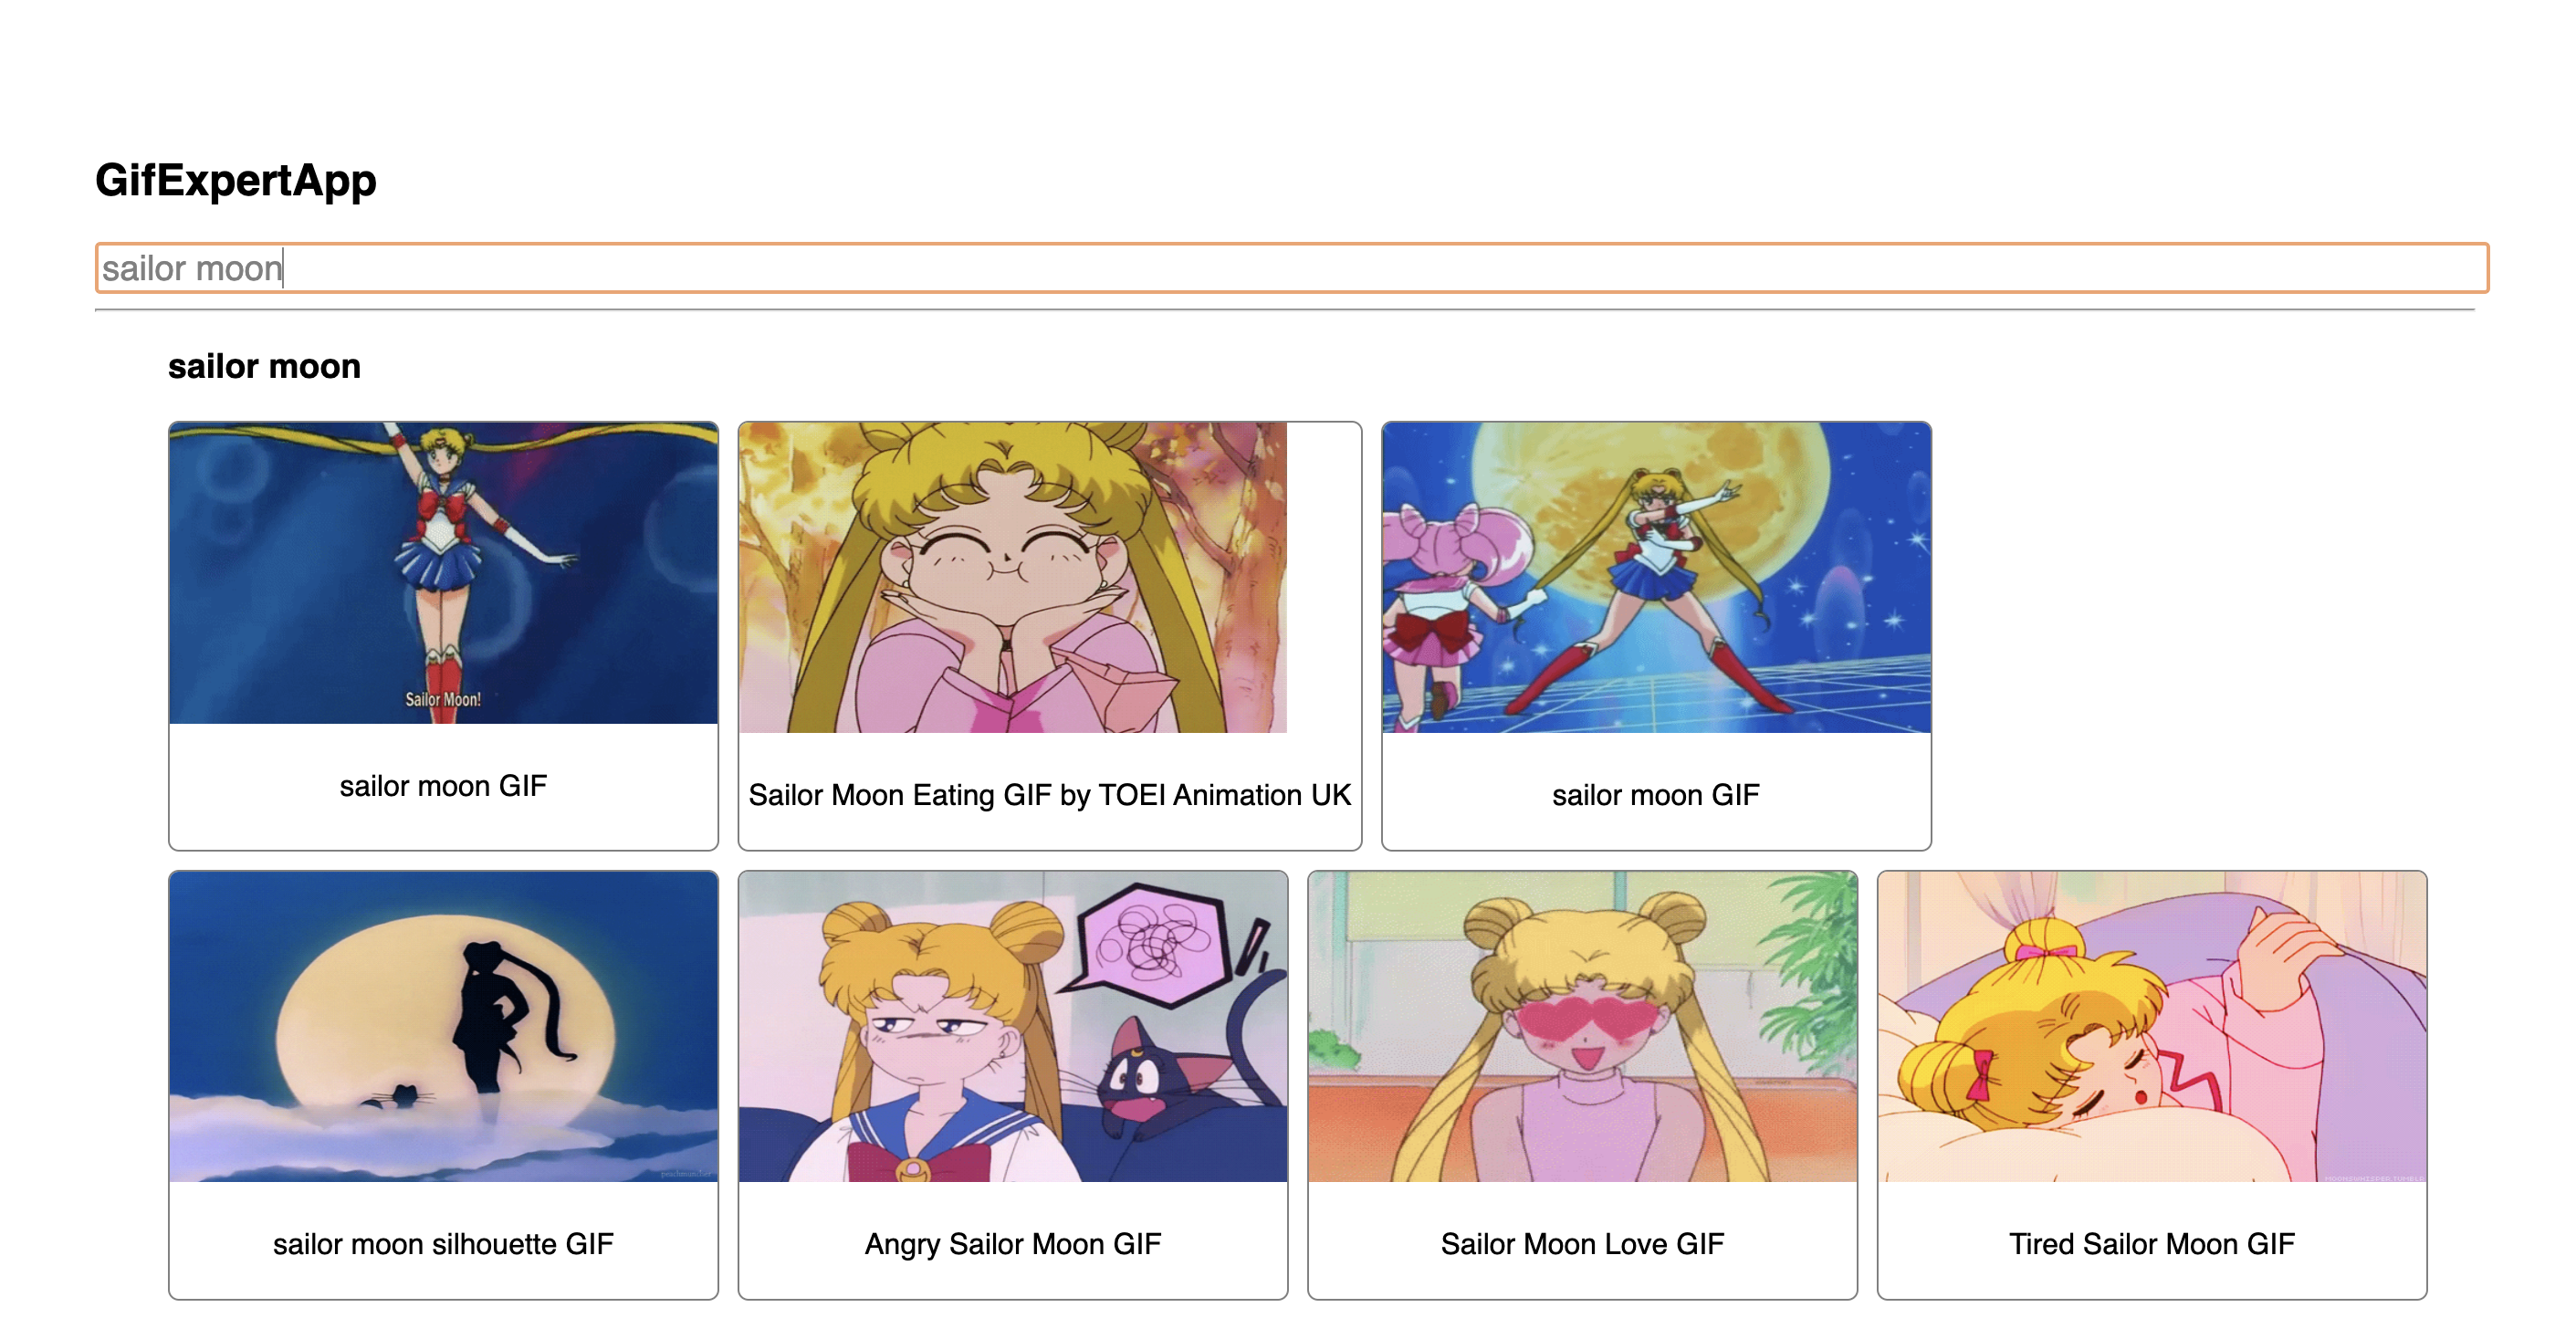 GifExpertApp
sailor moon
sailor moon
Sailor Moon!
sailor moon GIF
Sailor Moon Eating GIF by TOEI Animation UK
sailor moon GIF
sailor moon silhouette GIF
Angry Sailor Moon GIF
Sailor Moon Love GIF
Tired Sailor Moon GIF